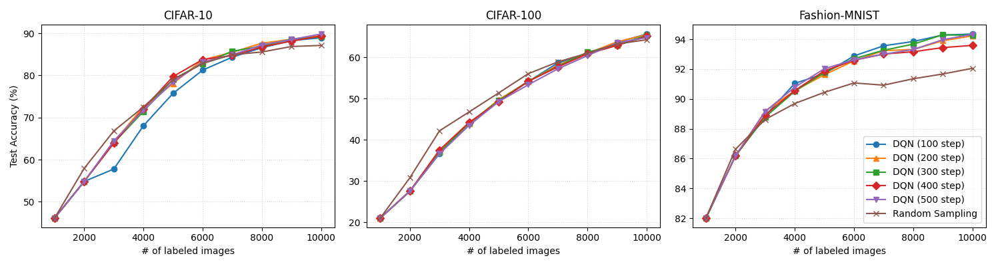 CIFAR-10
Test Accuracy (%)
90
80
70
60
50
2000 4000 6000 8000 10000
# of labeled images
CIFAR-100
60
50
40
30
20
2000 4000 6000 8000 10000
# of labeled images
Fashion-MNIST
94
92
90
88
86
84
82
2000 4000 6000 8000 10000
# of labeled images
DQN (100 step)
DQN (200 step)
DQN (300 step)
DQN (400 step)
DQN (500 step)
Random Sampling